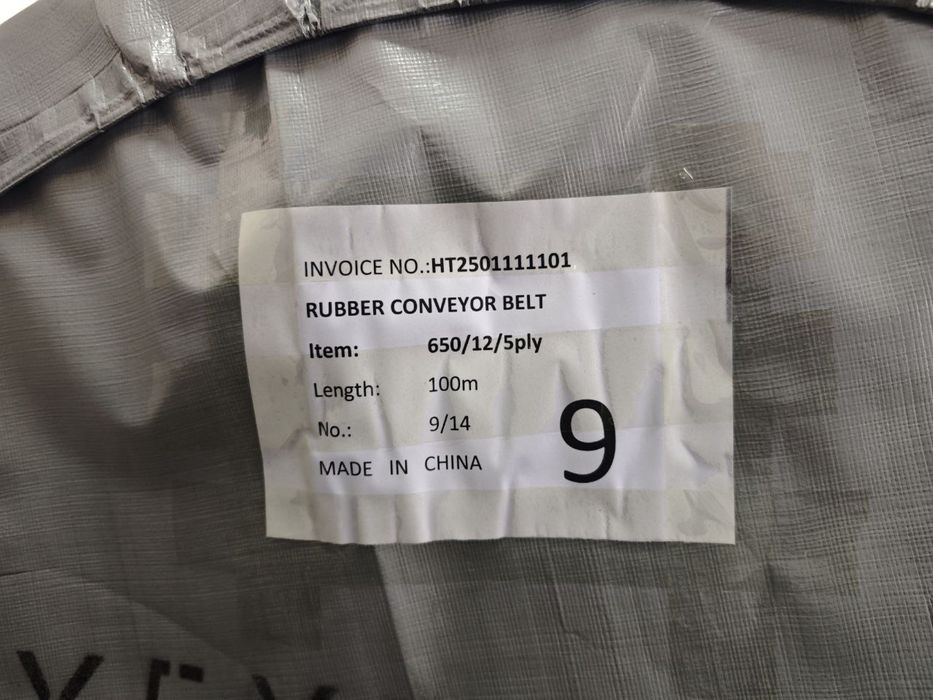 INVOICE NO.:HT2501111101
RUBBER CONVEYOR BELT
Item: 650/12/5ply
Length: 100m
No.: 9/14
MADE IN CHINA
9